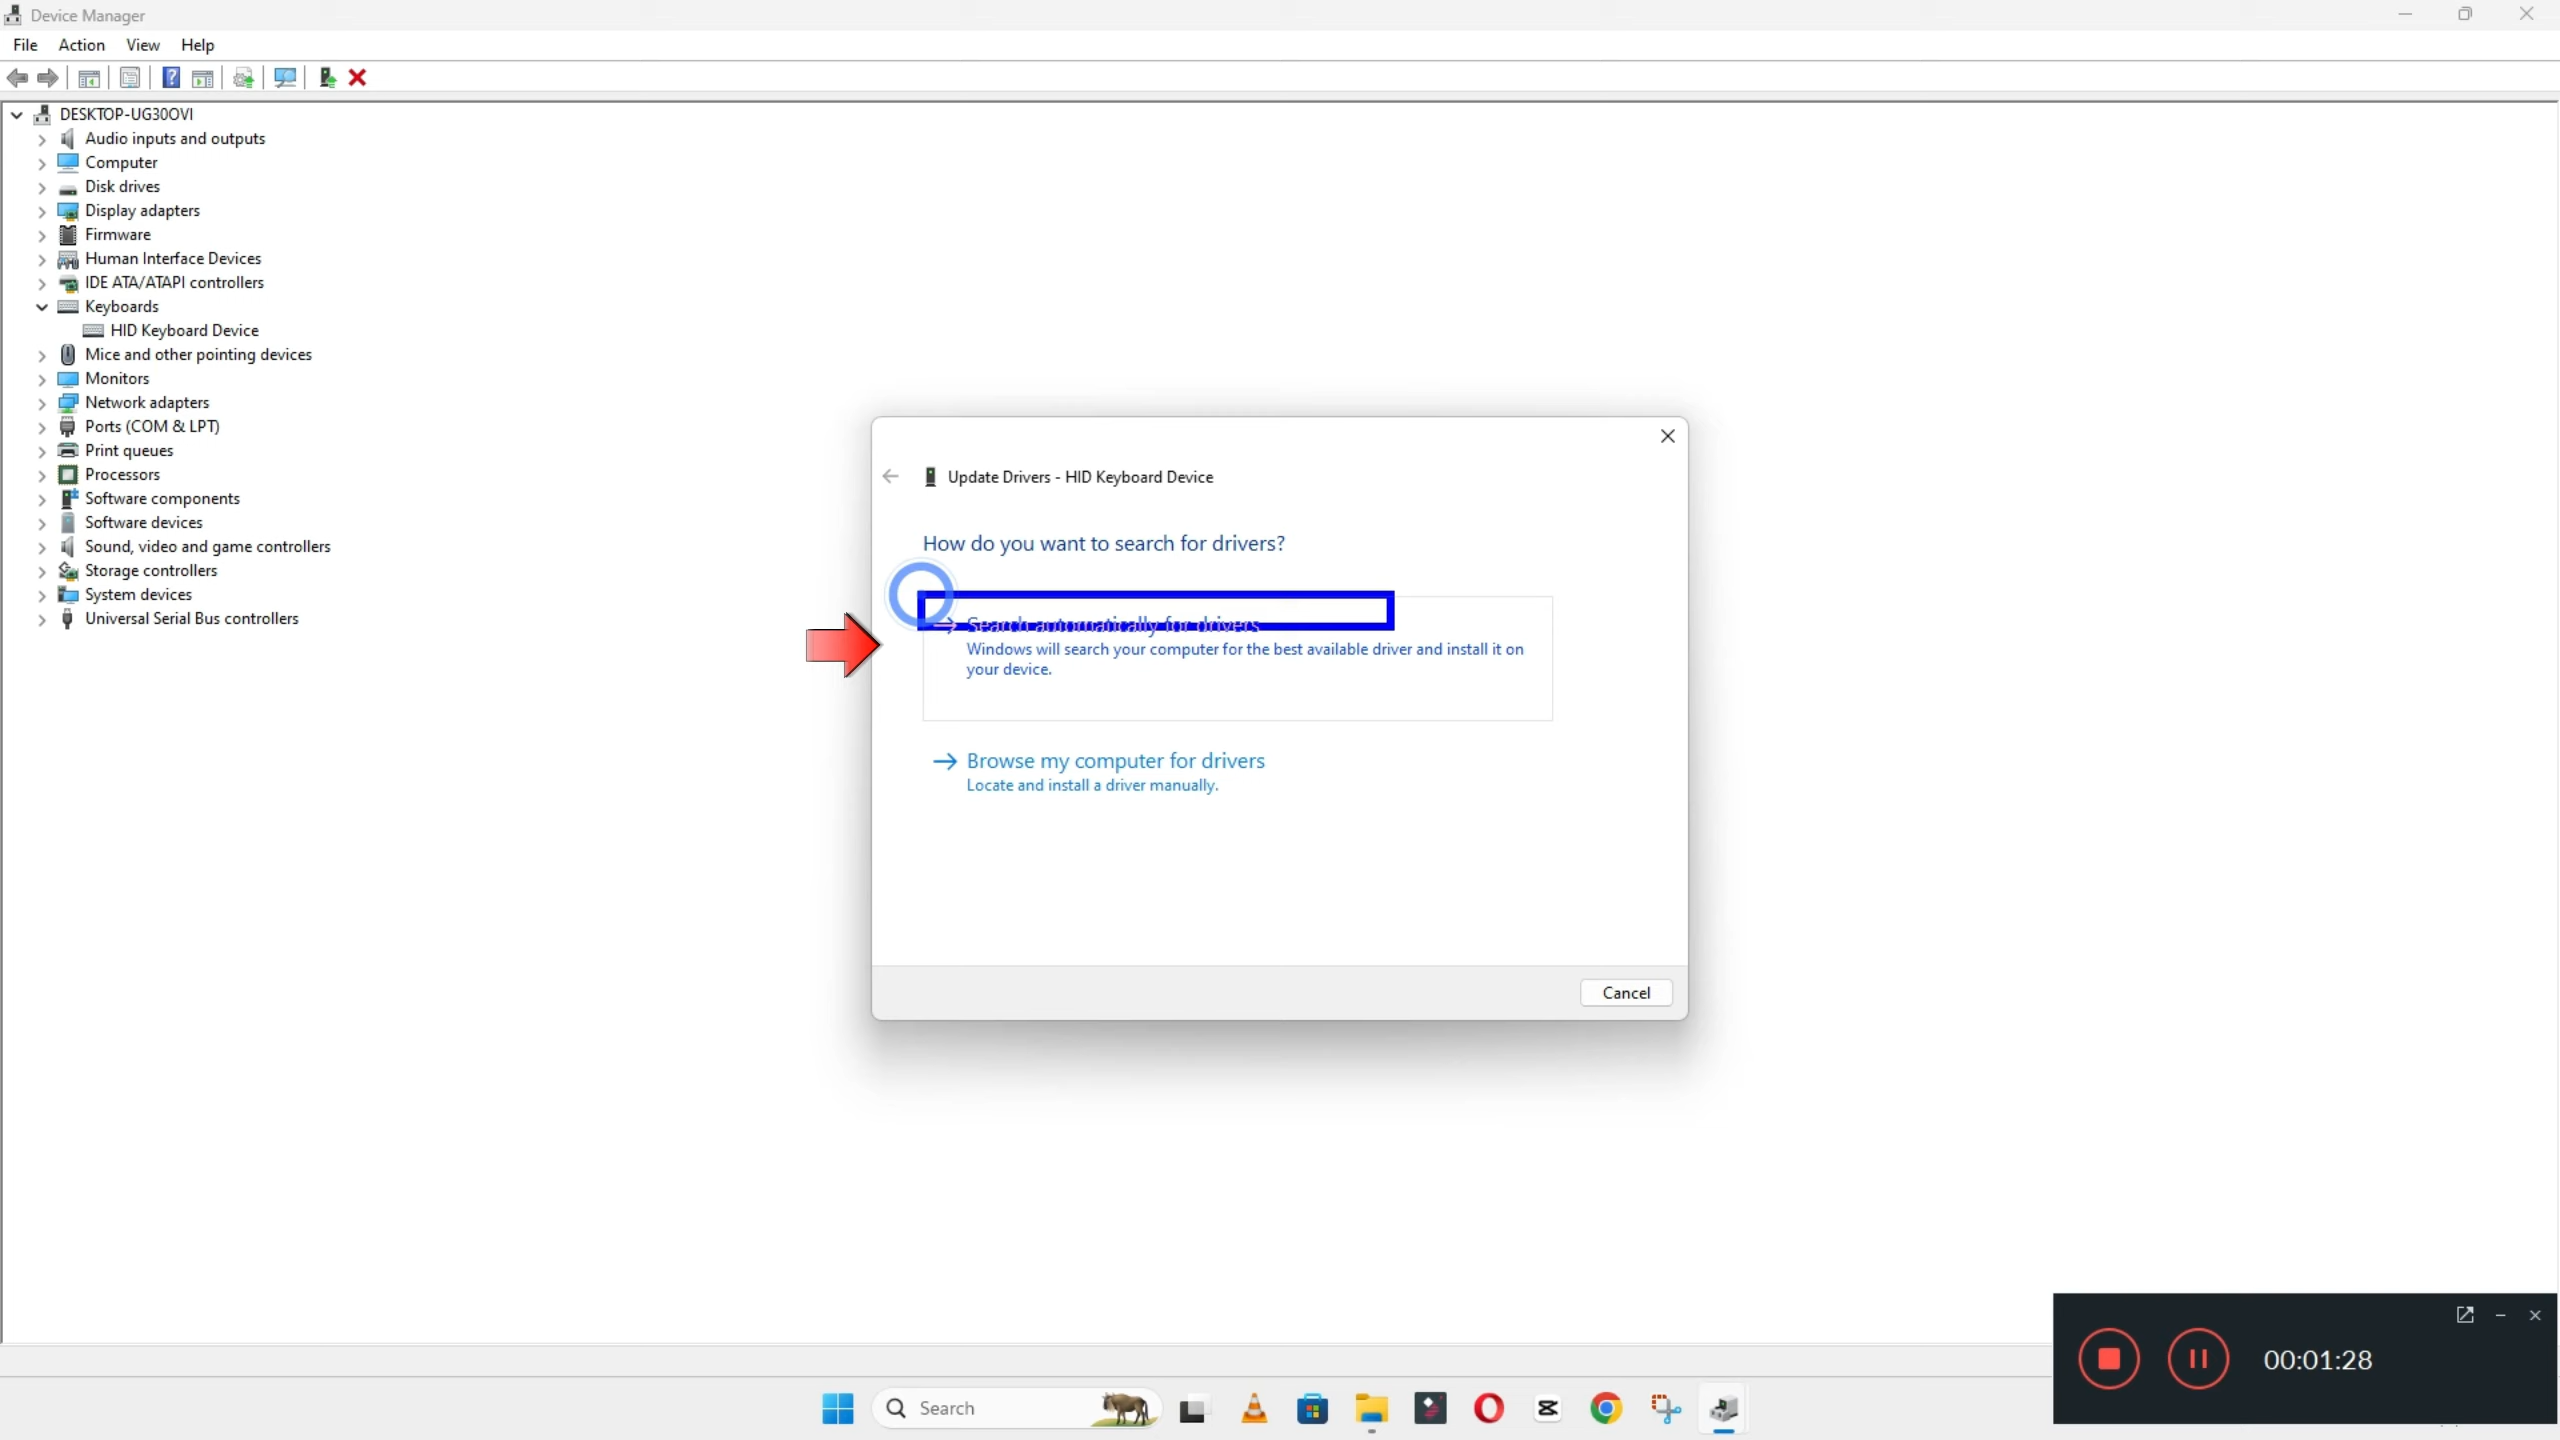 Device Manager
File Action View Help
DESKTOP-UG30OVI
Audio inputs and outputs
Computer
Disk drives
Display adapters
Firmware
Human Interface Devices
IDE ATA/ATAPI controllers
Keyboards
HID Keyboard Device
Mice and other pointing devices
Monitors
Network adapters
Ports (COM & LPT)
Print queues
Processors
Software components
Software devices
Sound, video and game controllers
Storage controllers
System devices
Universal Serial Bus controllers
Update Drivers - HID Keyboard Device
How do you want to search for drivers?
Search automatically for drivers
Windows will search your computer for the best available driver and install it on
your device.
Browse my computer for drivers
Locate and install a driver manually.
Cancel
00:01:28
Search